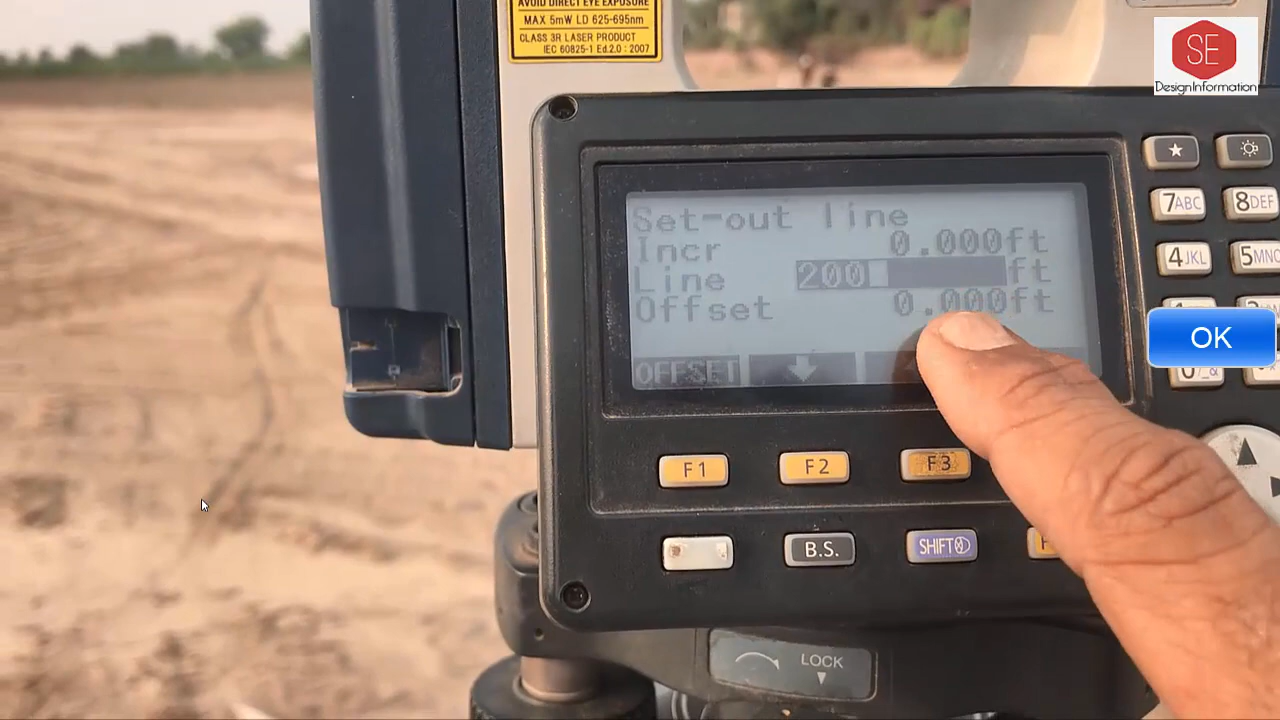 AVOID DIRECT EYE EXPOSURE
MAX 5mW LD 625-695nm
CLASS 3R LASER PRODUCT
IEC 60825-1 Ed.2.0 : 2007
SE
DesignInformation
Set-out line
Incr 0.000ft
Line 200 ft
Offset 0.000ft
OFFSET
★
7ABC
8DEF
4JKL
5MNO
OK
F1
F2
F3
B.S.
SHIFT
LOCK